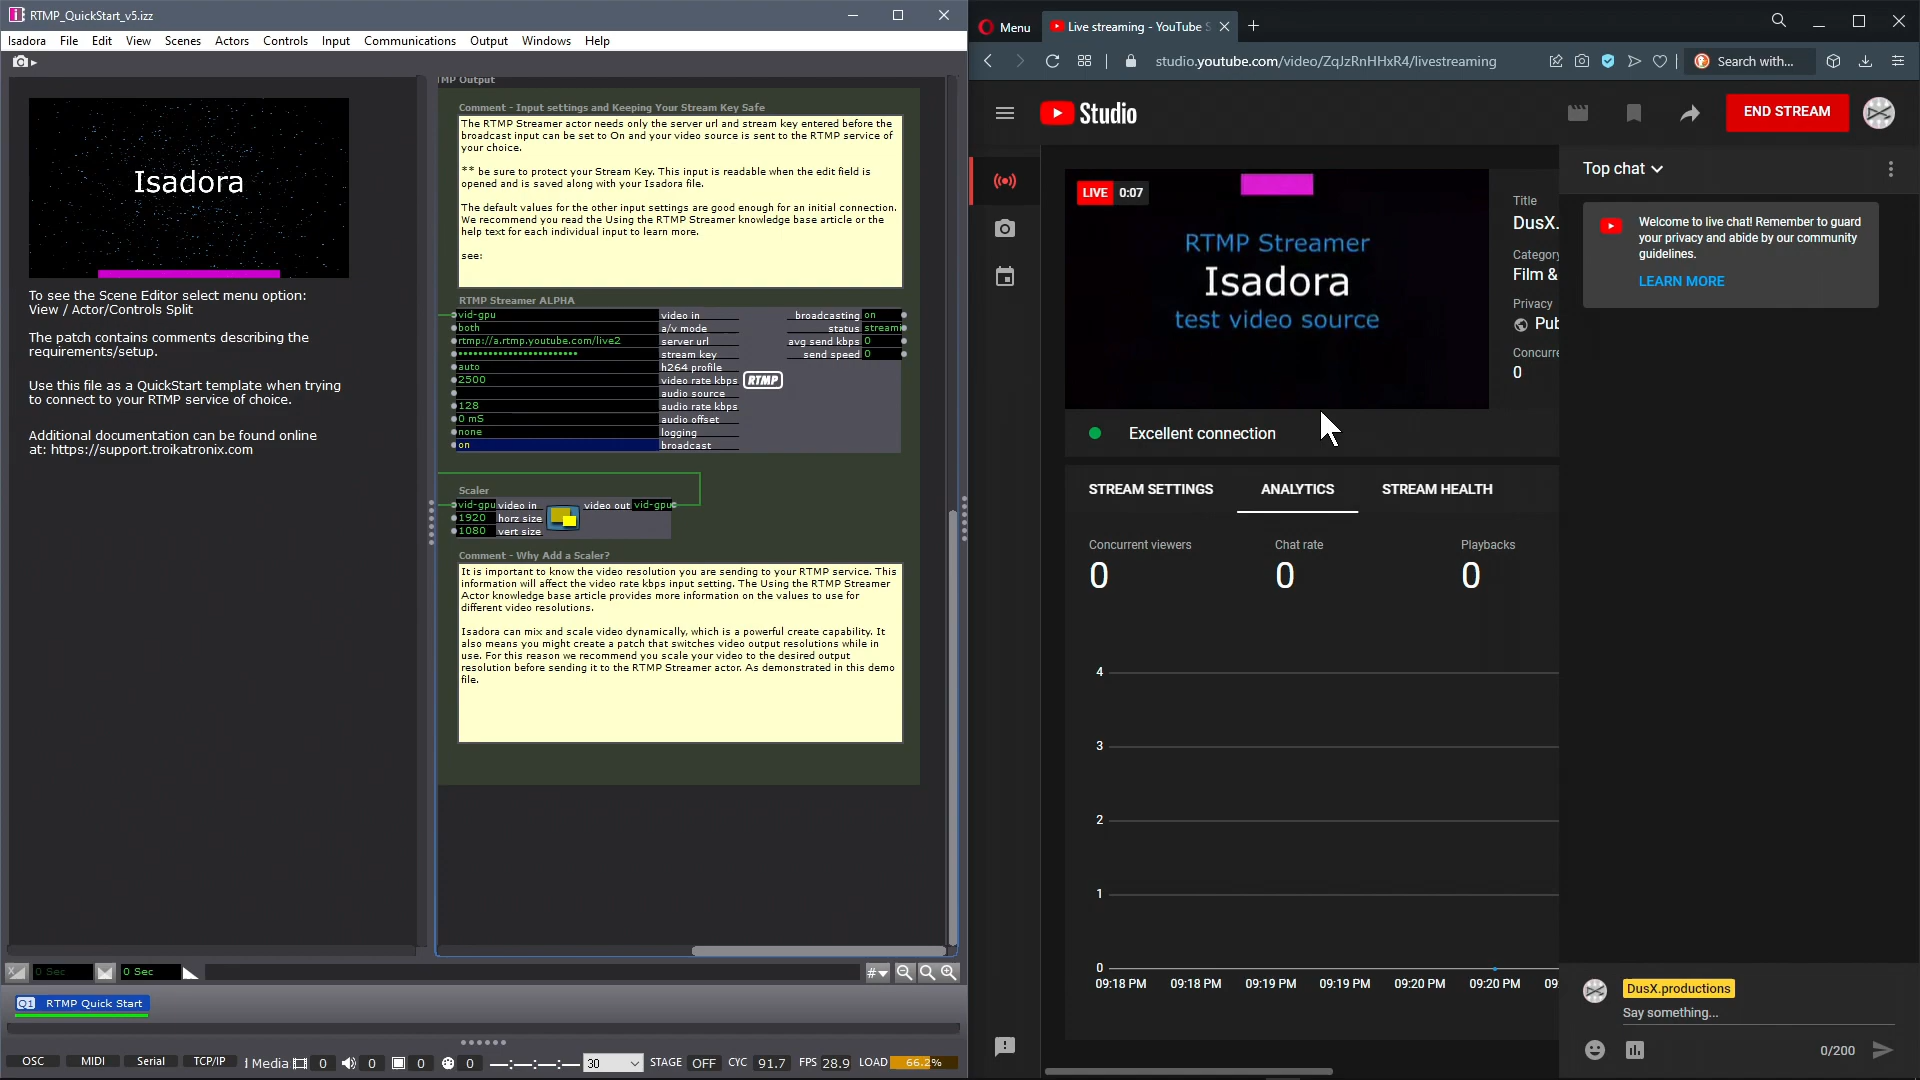 RTMP_QuickStart_v5.izz
Isadora File Edit View Scenes Actors Controls Input Communications Output Windows Help
Isadora
To see the Scene Editor select menu option:
View / Actor/Controls Split
The patch contains comments describing the
requirements/setup.
Use this file as a QuickStart template when trying
to connect to your RTMP service of choice.
Additional documentation can be found online
at: https://support.troikatronix.com
Output
Comment - Input settings and Keeping Your Stream Key Safe
The RTMP Streamer actor needs only the server url and stream key entered before the
broadcast input can be set to On and your video source is sent to the RTMP service of
your choice.
** be sure to protect your Stream Key. This input is readable when the edit field is
opened and is saved along with your Isadora file.
The default values for the other input settings are good enough for an initial connection.
We recommend you read the Using the RTMP Streamer knowledge base article or the
help text for each individual input to learn more.
see:
RTMP Streamer ALPHA
vid-gpu video in broadcasting on
both a/v mode status streami
rtmp://a.rtmp.youtube.com/live2 server url avg send kbps 0
•••••••••••••••••••••••• stream key send speed 0
auto h264 profile
2500 video rate kbps RTMP
audio source
128 audio rate kbps
0 mS audio offset
none logging
on broadcast
Scaler
vid-gpu video in video out vid-gpu
1920 horz size
1080 vert size
Comment - Why Add a Scaler?
It is important to know the video resolution you are sending to your RTMP service. This
information will affect the video rate kbps input setting. The Using the RTMP Streamer
Actor knowledge base article provides more information on the values to use for
different video resolutions.
Isadora can mix and scale video dynamically, which is a powerful create capability. It
also means you might create a patch that switches video output resolutions while in
use. For this reason we recommend you scale your video to the desired output
resolution before sending it to the RTMP Streamer actor. As demonstrated in this demo
file.
0 Sec 0 Sec #
Q1 RTMP Quick Start
OSC MIDI Serial TCP/IP Media 0 0 0 0 30 STAGE OFF CYC 91.7 FPS 28.9 LOAD 66.2%
Menu Live streaming - YouTube S
studio.youtube.com/video/ZqJzRnHHxR4/livestreaming Search with...
Studio END STREAM
LIVE 0:07
RTMP Streamer
Isadora
test video source
Title
DusX.
Category
Film &
Privacy
Pub
Concurre
0
Excellent connection
STREAM SETTINGS ANALYTICS STREAM HEALTH
Concurrent viewers Chat rate Playbacks
0 0 0
4
3
2
1
0
09:18 PM 09:18 PM 09:19 PM 09:19 PM 09:20 PM 09:20 PM 09
Top chat
Welcome to live chat! Remember to guard
your privacy and abide by our community
guidelines.
LEARN MORE
DusX.productions
Say something...
0/200